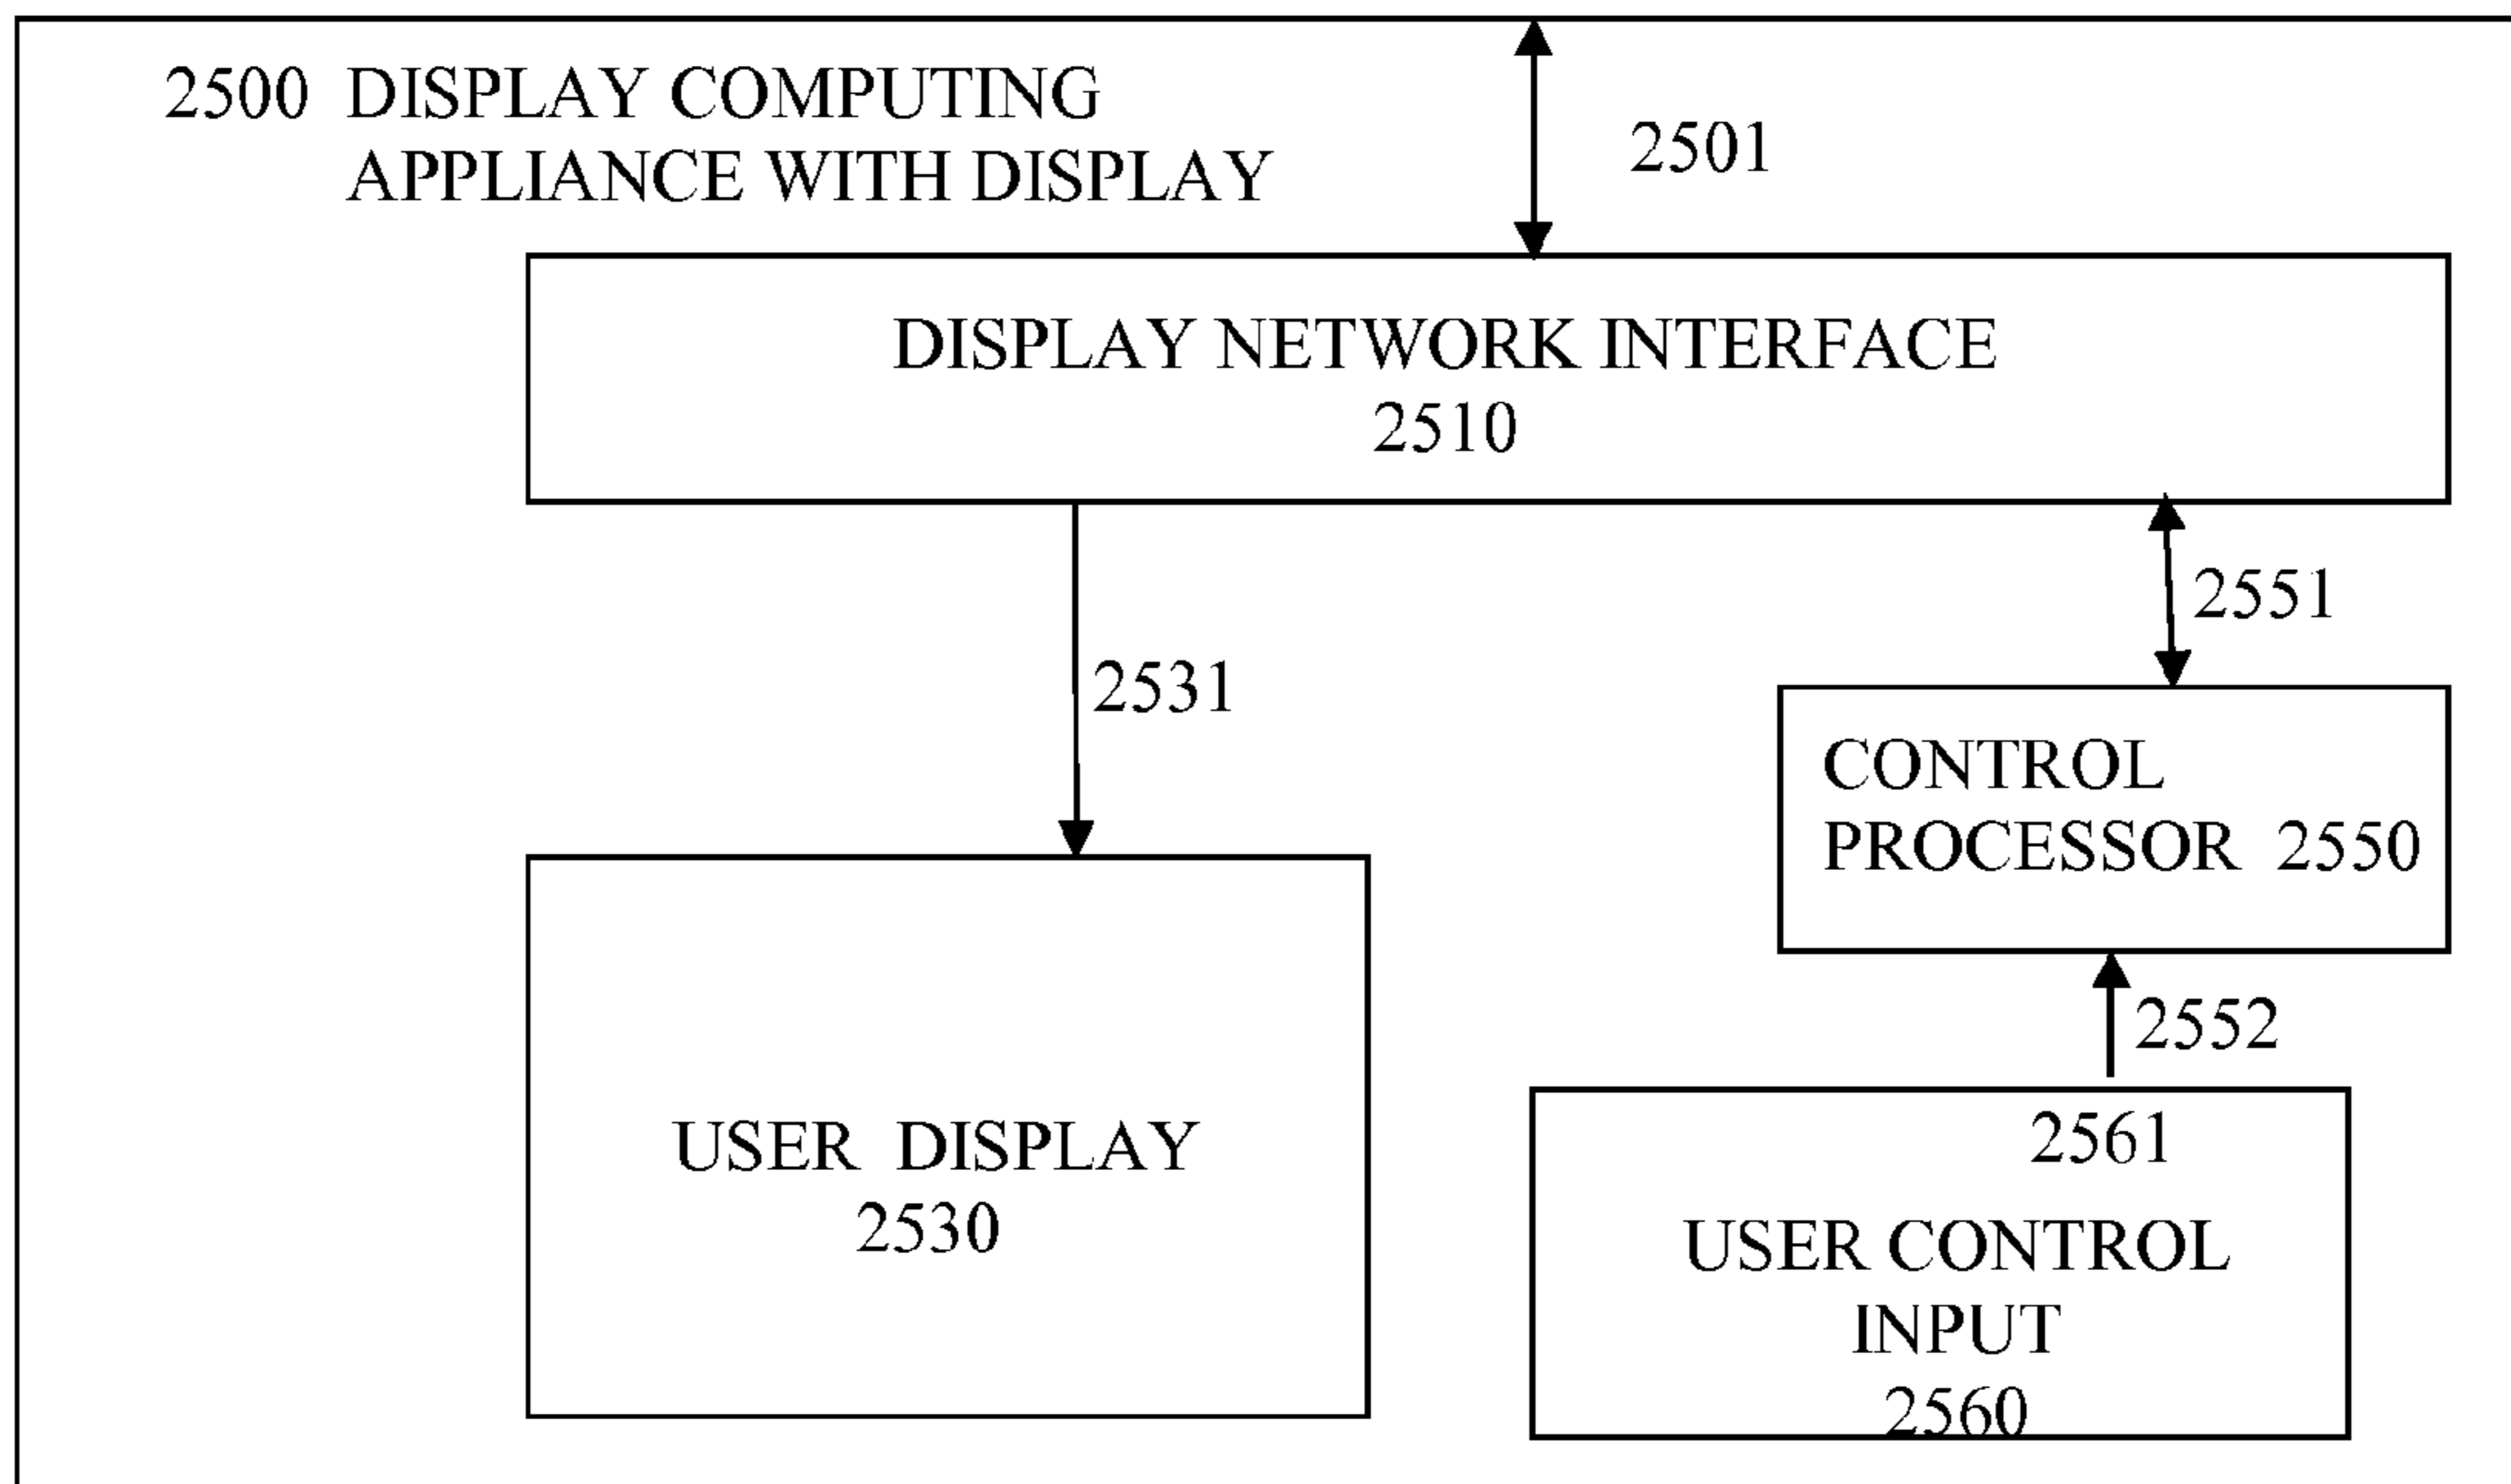 2500 DISPLAY COMPUTING
APPLIANCE WITH DISPLAY
2501
DISPLAY NETWORK INTERFACE
2510
2551
2531
CONTROL
PROCESSOR 2550
2552
USER DISPLAY
2530
2561
USER CONTROL
INPUT
2560